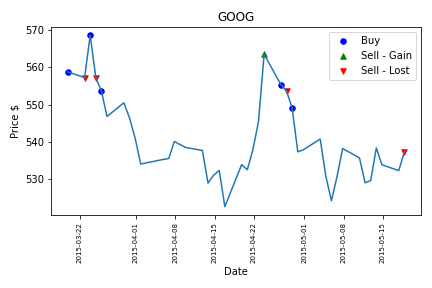 GOOG
570
560
550
540
530
Price $
Buy
Sell - Gain
Sell - Lost
2015-03-22
2015-04-01
2015-04-08
2015-04-15
2015-04-22
2015-05-01
2015-05-08
2015-05-15
Date